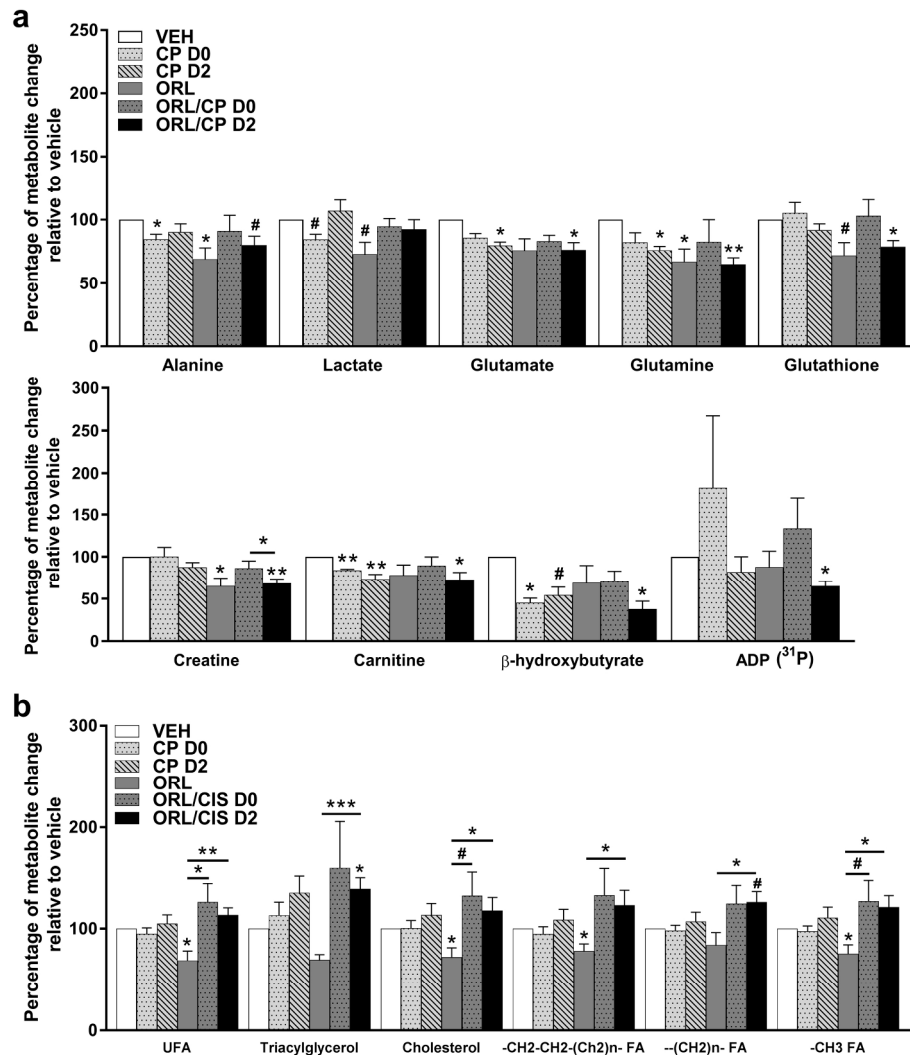 a
Percentage of metabolite change
relative to vehicle
250
200
150
100
50
0
VEH
CP D0
CP D2
ORL
ORL/CP D0
ORL/CP D2
* * #
# #
* *
* * **
# *
Alanine Lactate Glutamate Glutamine Glutathione
Percentage of metabolite change
relative to vehicle
300
250
200
150
100
50
0
* * **
** ** *
* # *
*
Creatine Carnitine β-hydroxybutyrate ADP (31P)
b
Percentage of metabolite change
relative to vehicle
300
200
100
0
VEH
CP D0
CP D2
ORL
ORL/CIS D0
ORL/CIS D2
* * **
*** *
* # *
* *
* #
* # *
UFA Triacylglycerol Cholesterol -CH2-CH2-(Ch2)n- FA --(CH2)n- FA -CH3 FA